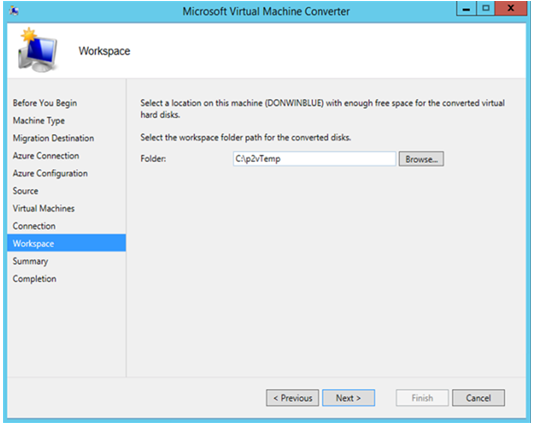 Microsoft Virtual Machine Converter
Workspace
Before You Begin
Machine Type
Migration Destination
Azure Connection
Azure Configuration
Source
Virtual Machines
Connection
Workspace
Summary
Completion
Select a location on this machine (DONWINBLUE) with enough free space for the converted virtual
hard disks.
Select the workspace folder path for the converted disks.
Folder: C:\p2vTemp Browse...
< Previous Next > Finish Cancel